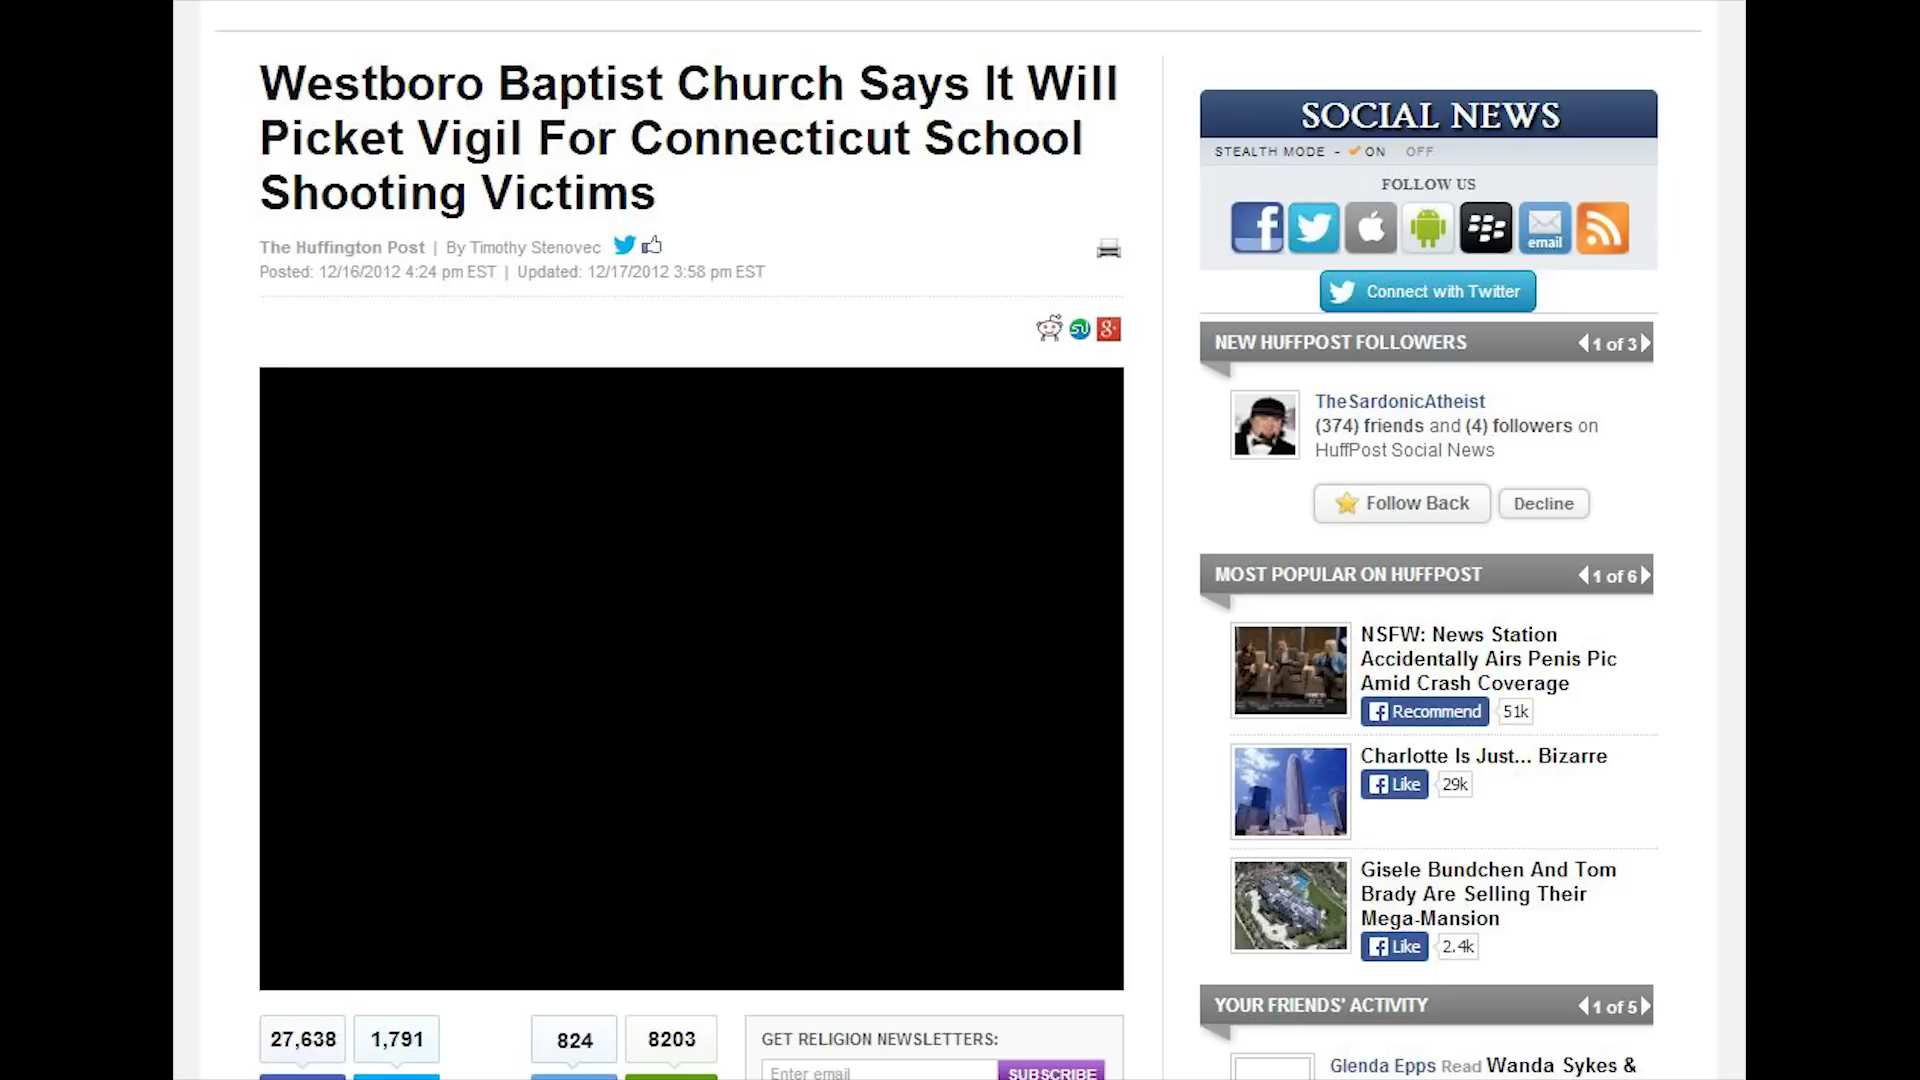 Westboro Baptist Church Says It Will
Picket Vigil For Connecticut School
Shooting Victims
The Huffington Post | By Timothy Stenovec
Posted: 12/16/2012 4:24 pm EST | Updated: 12/17/2012 3:58 pm EST
27,638
1,791
824
8203
GET RELIGION NEWSLETTERS:
Enter email
SUBSCRIBE
SOCIAL NEWS
STEALTH MODE - ON OFF
FOLLOW US
email
Connect with Twitter
NEW HUFFPOST FOLLOWERS
1 of 3
TheSardonicAtheist
(374) friends and (4) followers on
HuffPost Social News
Follow Back
Decline
MOST POPULAR ON HUFFPOST
1 of 6
NSFW: News Station
Accidentally Airs Penis Pic
Amid Crash Coverage
Recommend 51k
Charlotte Is Just... Bizarre
Like 29k
Gisele Bundchen And Tom
Brady Are Selling Their
Mega-Mansion
Like 2.4k
YOUR FRIENDS' ACTIVITY
1 of 5
Glenda Epps Read Wanda Sykes &